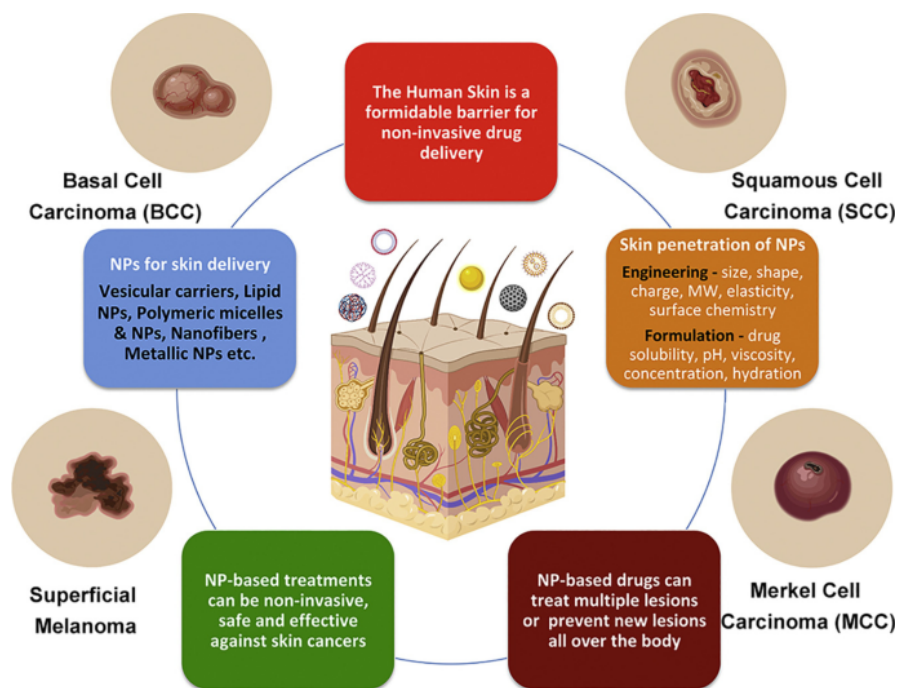 The Human Skin is a
formidable barrier for
non-invasive drug
delivery
Basal Cell
Carcinoma (BCC)
Squamous Cell
Carcinoma (SCC)
NPs for skin delivery
Vesicular carriers, Lipid
NPs, Polymeric micelles
& NPs, Nanofibers ,
Metallic NPs etc.
Skin penetration of NPs
Engineering - size, shape,
charge, MW, elasticity,
surface chemistry
Formulation - drug
solubility, pH, viscosity,
concentration, hydration
Superficial
Melanoma
NP-based treatments
can be non-invasive,
safe and effective
against skin cancers
NP-based drugs can
treat multiple lesions
or prevent new lesions
all over the body
Merkel Cell
Carcinoma (MCC)